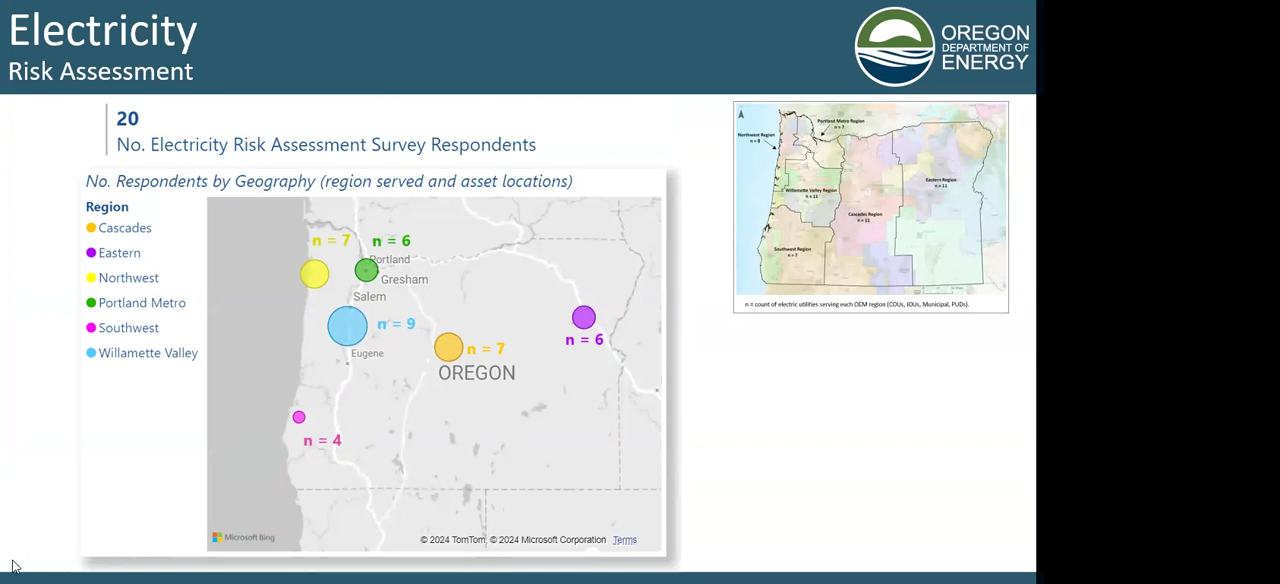 Electricity
Risk Assessment
OREGON
DEPARTMENT OF
ENERGY
20
No. Electricity Risk Assessment Survey Respondents
No. Respondents by Geography (region served and asset locations)
Region
Cascades
Eastern
Northwest
Portland Metro
Southwest
Willamette Valley
n = 7
n = 6
Portland
Gresham
Salem
n = 9
Eugene
n = 7
OREGON
n = 6
n = 4
Microsoft Bing
© 2024 TomTom, © 2024 Microsoft Corporation Terms
Portland Metro Region
n = 7
Northwest Region
n = 8
Eastern Region
n = 11
Willamette Valley Region
n = 11
Cascades Region
n = 11
Southwest Region
n = 7
n = count of electric utilities serving each OEM region (COUs, IOUs, Municipal, PUDs).